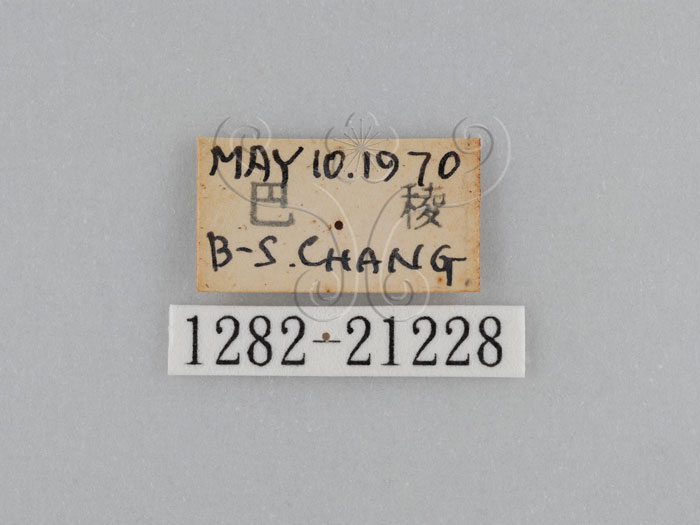 MAY 10.1970
巴 稜
B-S.CHANG
1282-21228